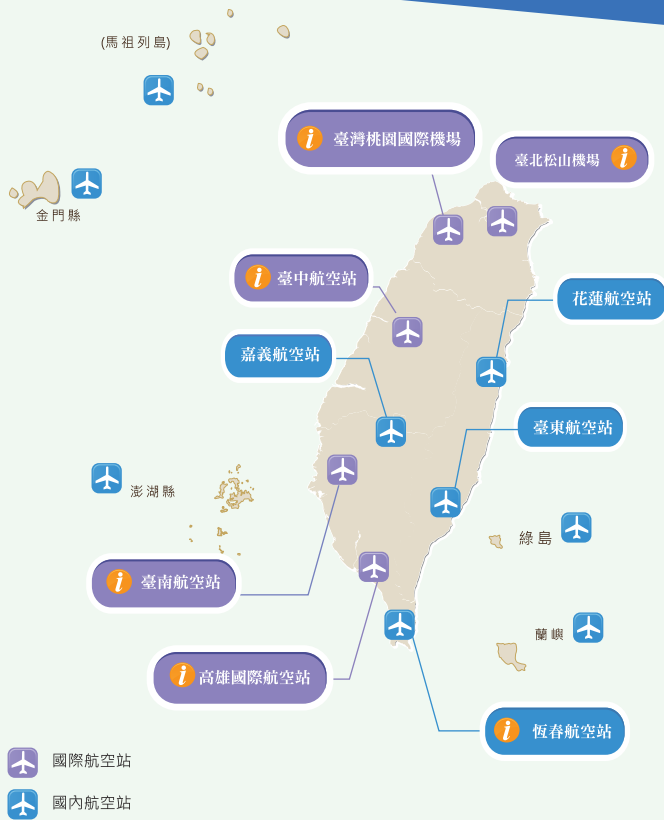 (馬祖列島)
臺灣桃園國際機場
臺北松山機場
金門縣
臺中航空站
花蓮航空站
嘉義航空站
臺東航空站
澎湖縣
綠島
臺南航空站
蘭嶼
高雄國際航空站
恆春航空站
國際航空站
國內航空站